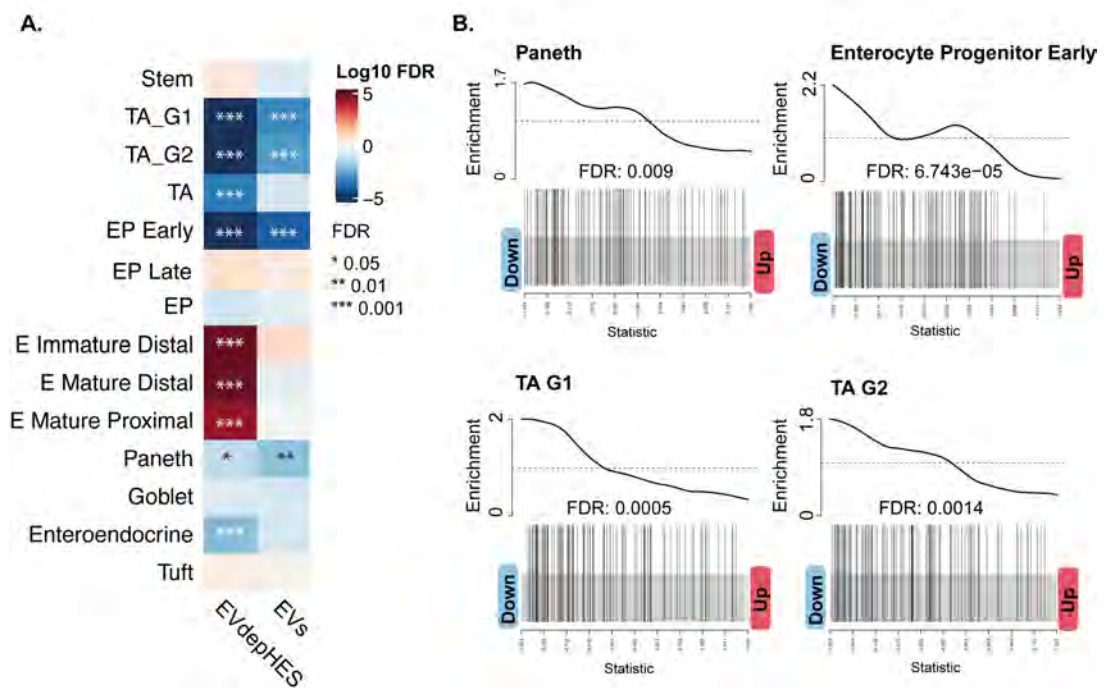 A.
Stem
TA_G1
*** ***
TA_G2
*** ***
TA
***
EP Early
*** ***
EP Late
EP
E Immature Distal
***
E Mature Distal
***
E Mature Proximal
***
Paneth
* **
Goblet
Enteroendocrine
***
Tuft
EVdepHES
EVs
Log10 FDR
5
0
−5
FDR
* 0.05
** 0.01
*** 0.001
B.
Paneth
Enrichment
1.7
0
FDR: 0.009
Down
Up
Statistic
Enterocyte Progenitor Early
Enrichment
2.2
0
FDR: 6.743e−05
Down
Up
Statistic
TA G1
Enrichment
2
0
FDR: 0.0005
Down
Up
Statistic
TA G2
Enrichment
1.8
0
FDR: 0.0014
Down
Up
Statistic